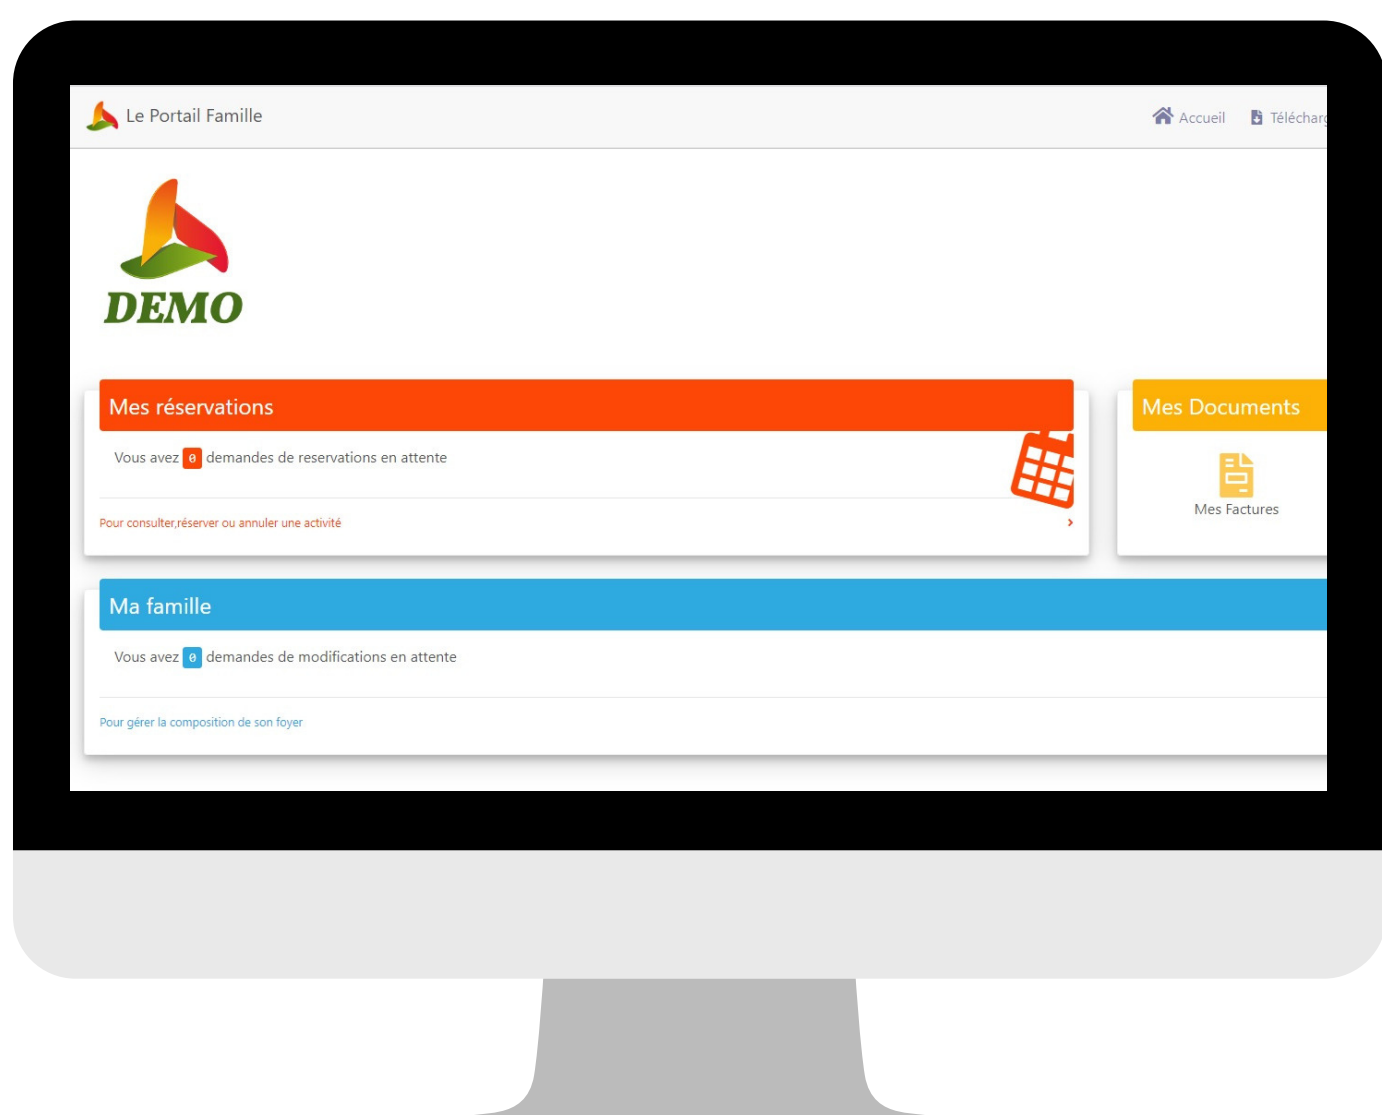 Le Portail Famille
Accueil
DEMO
Mes réservations
Mes Documents
Vous avez 0 demandes de reservations en attente
Mes Factures
Pour consulter,réserver ou annuler une activité
Ma famille
Vous avez 0 demandes de modifications en attente
Pour gérer la composition de son foyer